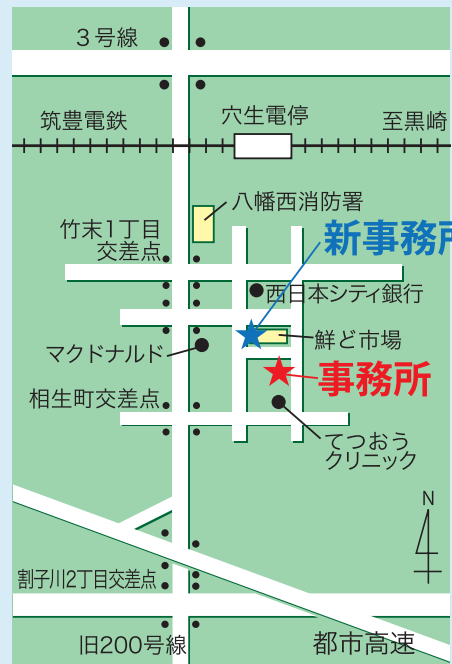 3号線
筑豊電鉄
穴生電停
至黒崎
八幡西消防署
竹末1丁目
交差点
新事務所
西日本シティ銀行
鮮ど市場
マクドナルド
事務所
相生町交差点
てつおう
クリニック
N
割子川2丁目交差点
旧200号線
都市高速